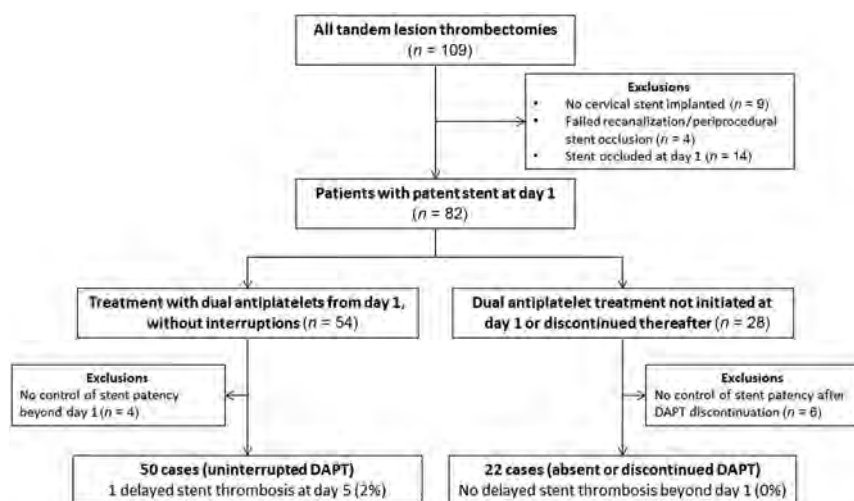 All tandem lesion thrombectomies
(n = 109)
Exclusions
• No cervical stent implanted (n = 9)
• Failed recanalization/periprocedural
stent occlusion (n = 4)
• Stent occluded at day 1 (n = 14)
Patients with patent stent at day 1
(n = 82)
Treatment with dual antiplatelets from day 1,
without interruptions (n = 54)
Dual antiplatelet treatment not initiated at
day 1 or discontinued thereafter (n = 28)
Exclusions
No control of stent patency
beyond day 1 (n = 4)
Exclusions
No control of stent patency after
DAPT discontinuation (n = 6)
50 cases (uninterrupted DAPT)
1 delayed stent thrombosis at day 5 (2%)
22 cases (absent or discontinued DAPT)
No delayed stent thrombosis beyond day 1 (0%)